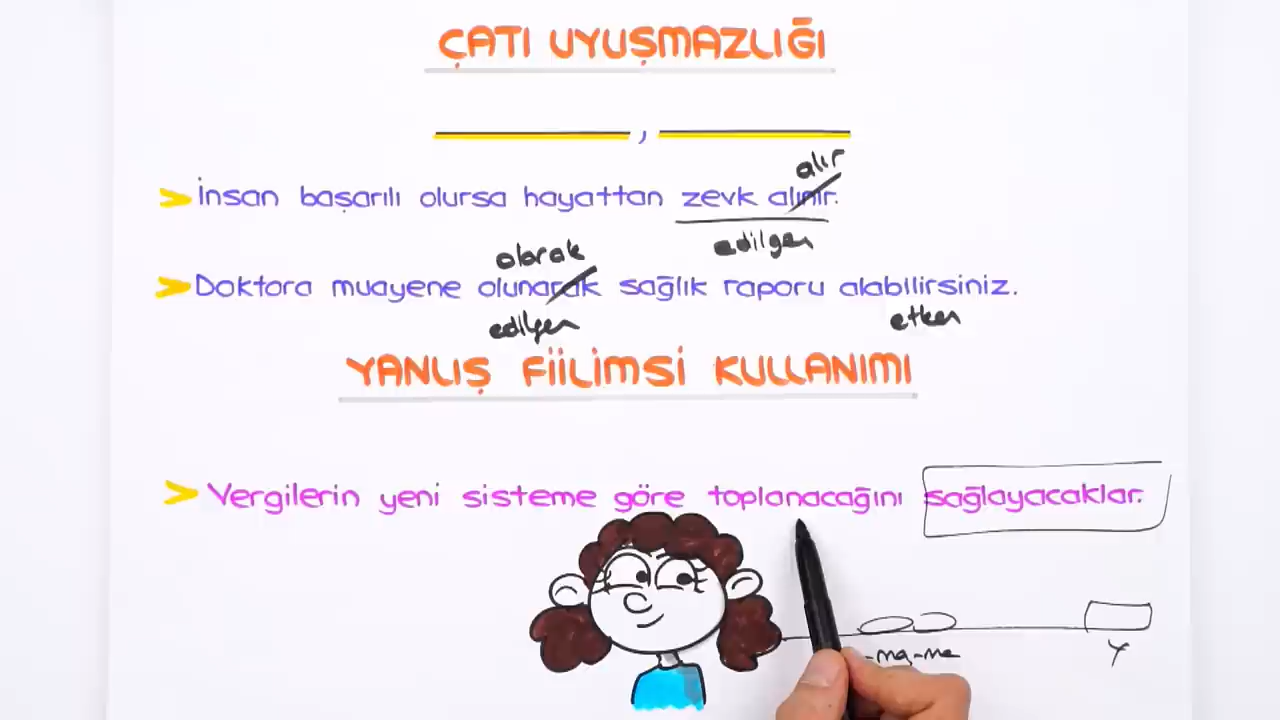 ÇATI UYUŞMAZLIĞI
,
alır
İnsan başarılı olursa hayattan zevk alınır.
edilgen
olarak
Doktora muayene olunarak sağlık raporu alabilirsiniz.
edilgen
etken
YANLIŞ FİİLİMSİ KULLANIMI
Vergilerin yeni sisteme göre toplanacağını sağlayacaklar.
-ma-me
Y